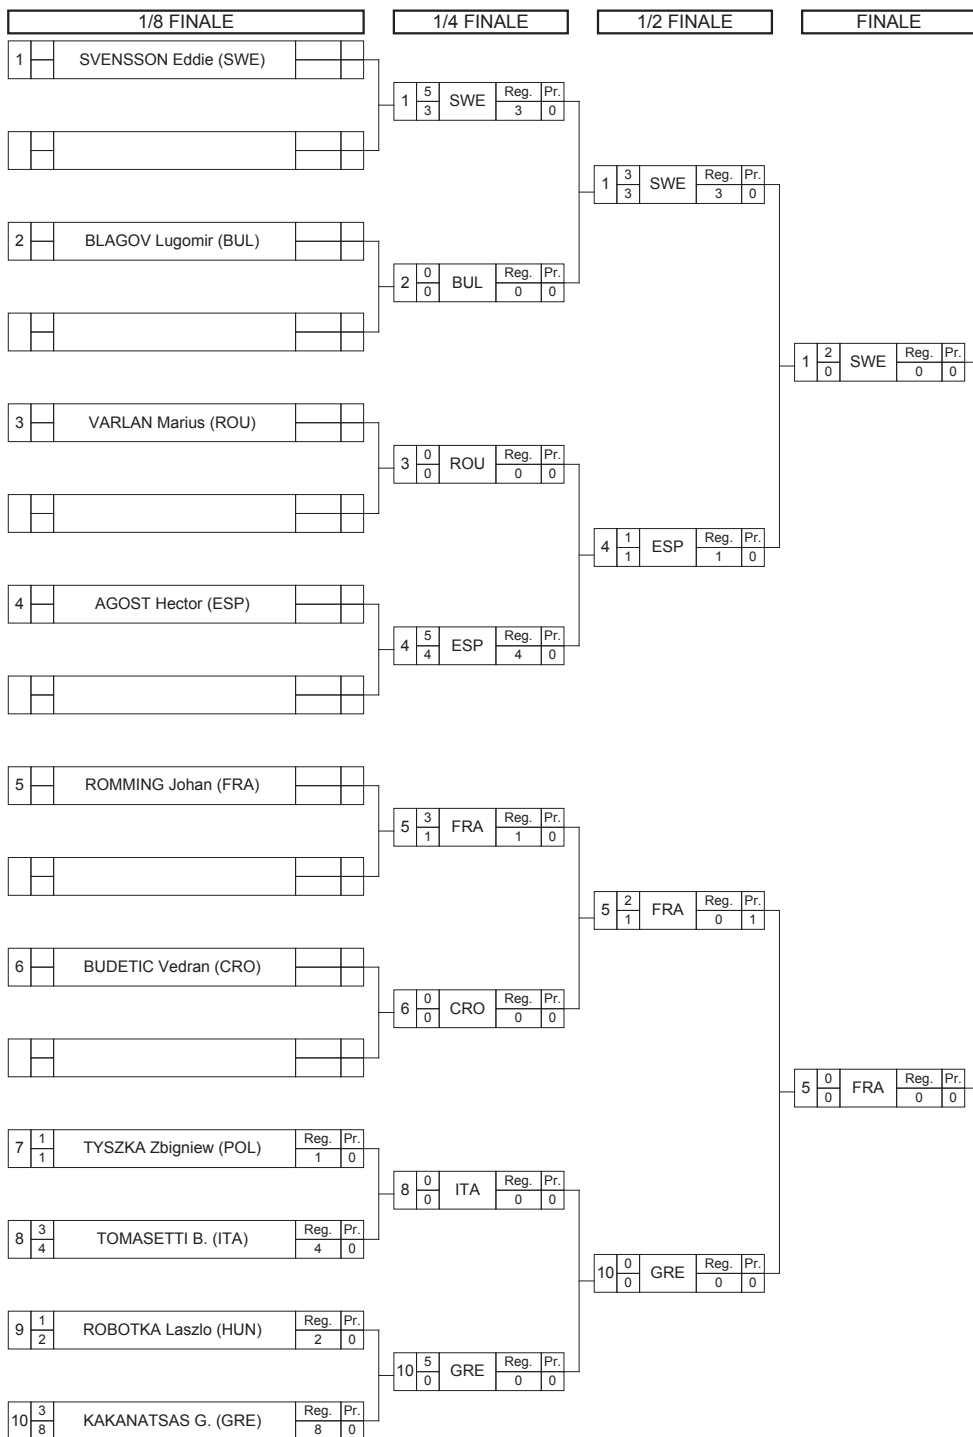 1/8 FINALE 1/4 FINALE 1/2 FINALE FINALE
1 SVENSSON Eddie (SWE)
1 5 3 SWE Reg. 3 Pr. 0
1 3 3 SWE Reg. 3 Pr. 0
2 BLAGOV Lugomir (BUL)
2 0 0 BUL Reg. 0 Pr. 0
1 2 0 SWE Reg. 0 Pr. 0
3 VARLAN Marius (ROU)
3 0 0 ROU Reg. 0 Pr. 0
4 1 1 ESP Reg. 1 Pr. 0
4 AGOST Hector (ESP)
4 5 4 ESP Reg. 4 Pr. 0
5 ROMMING Johan (FRA)
5 3 1 FRA Reg. 1 Pr. 0
5 2 1 FRA Reg. 0 Pr. 1
6 BUDETIC Vedran (CRO)
6 0 0 CRO Reg. 0 Pr. 0
5 0 0 FRA Reg. 0 Pr. 0
7 1 1 TYSZKA Zbigniew (POL) Reg. 1 Pr. 0
8 0 0 ITA Reg. 0 Pr. 0
8 3 4 TOMASETTI B. (ITA) Reg. 4 Pr. 0
10 0 0 GRE Reg. 0 Pr. 0
9 1 2 ROBOTKA Laszlo (HUN) Reg. 2 Pr. 0
10 5 0 GRE Reg. 0 Pr. 0
10 3 8 KAKANATSAS G. (GRE) Reg. 8 Pr. 0